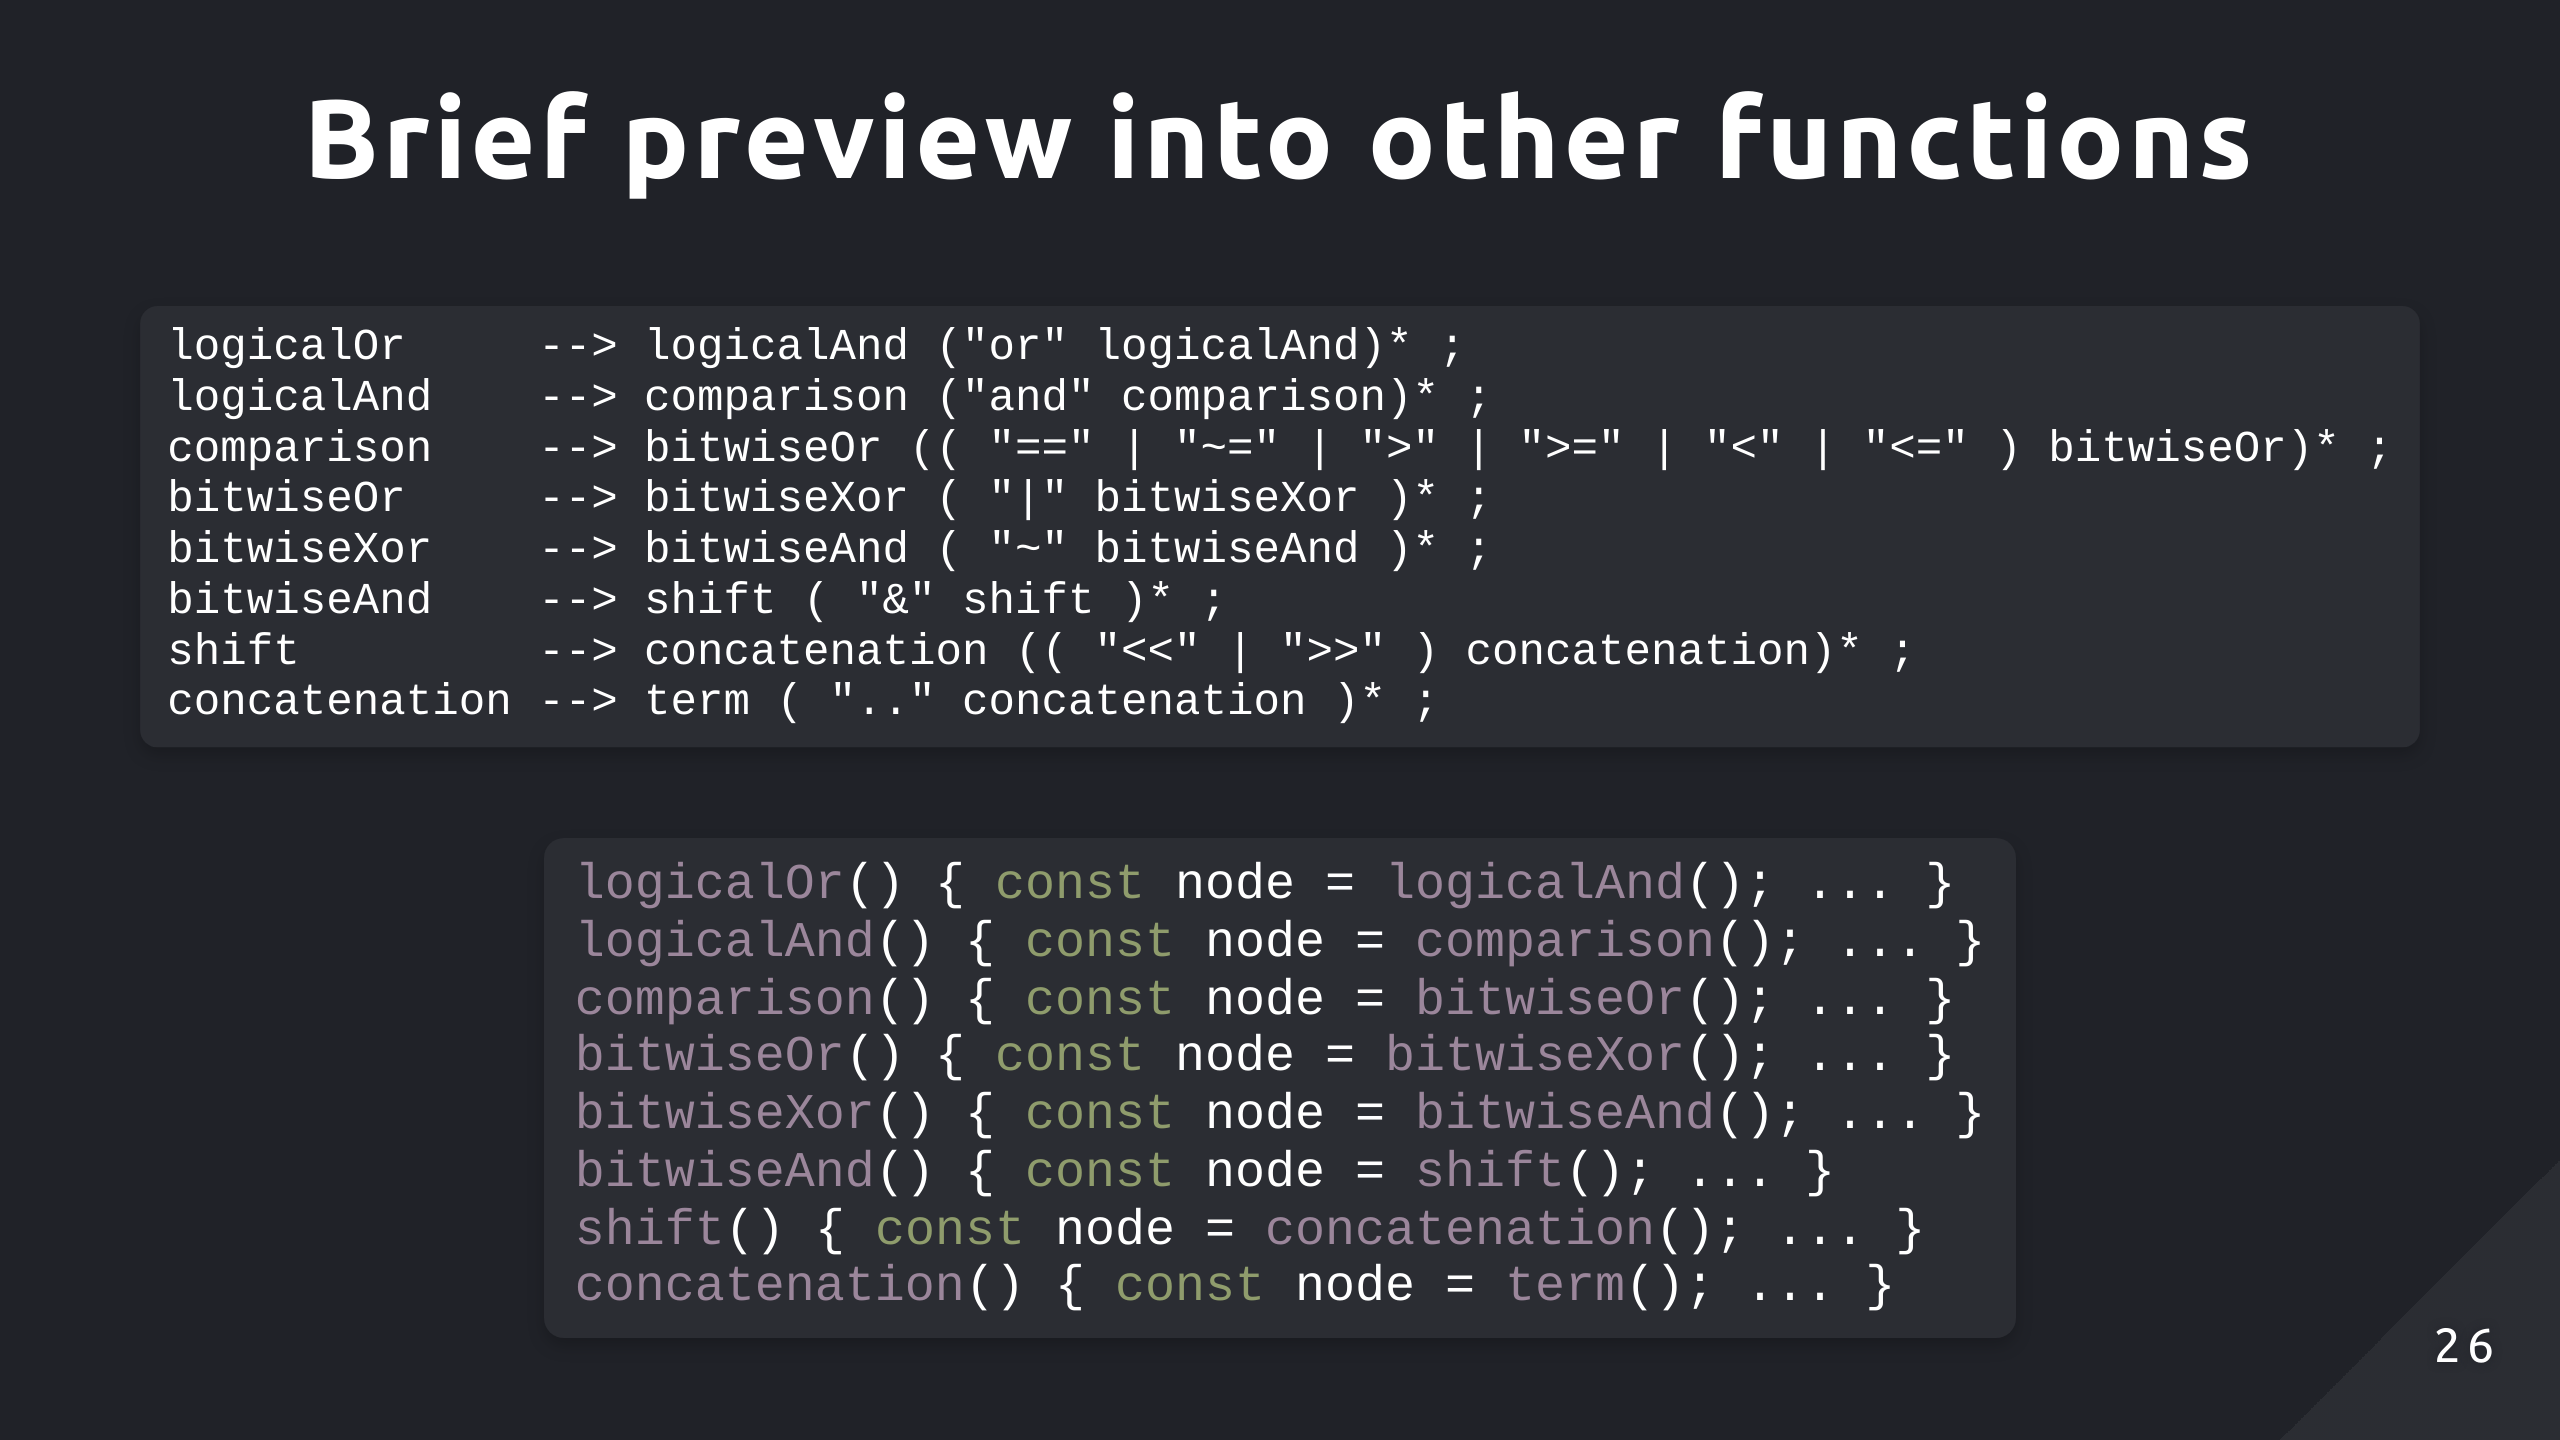 Brief preview into other functions
logicalOr     --> logicalAnd ("or" logicalAnd)* ;
logicalAnd    --> comparison ("and" comparison)* ;
comparison    --> bitwiseOr (( "==" | "~=" | ">" | ">=" | "<" | "<=" ) bitwiseOr)* ;
bitwiseOr     --> bitwiseXor ( "|" bitwiseXor )* ;
bitwiseXor    --> bitwiseAnd ( "~" bitwiseAnd )* ;
bitwiseAnd    --> shift ( "&" shift )* ;
shift         --> concatenation (( "<<" | ">>" ) concatenation)* ;
concatenation --> term ( ".." concatenation )* ;
logicalOr() { const node = logicalAnd(); ... }
logicalAnd() { const node = comparison(); ... }
comparison() { const node = bitwiseOr(); ... }
bitwiseOr() { const node = bitwiseXor(); ... }
bitwiseXor() { const node = bitwiseAnd(); ... }
bitwiseAnd() { const node = shift(); ... }
shift() { const node = concatenation(); ... }
concatenation() { const node = term(); ... }
26